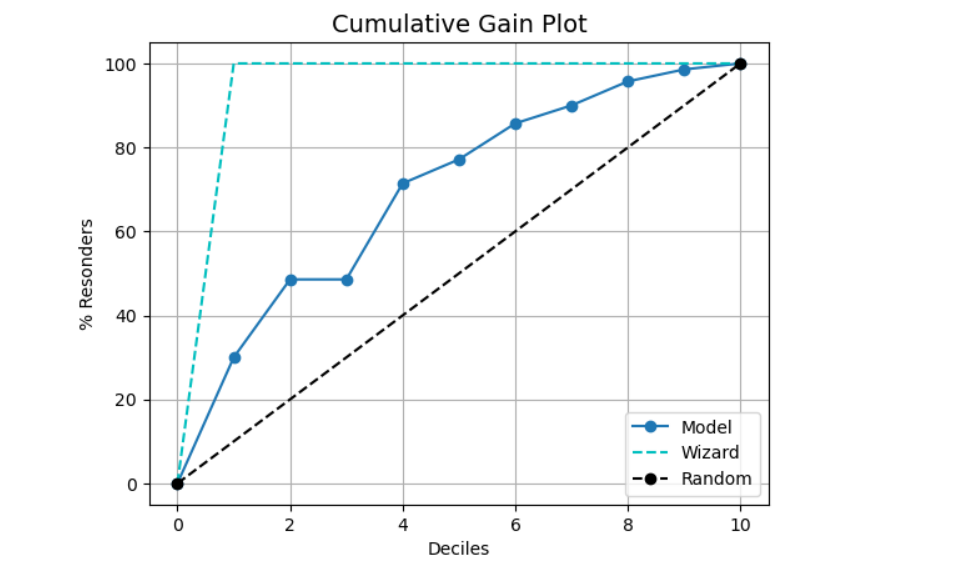 Cumulative Gain Plot
100
80
60
40
20
0
% Resonders
0 2 4 6 8 10
Deciles
Model
Wizard
Random